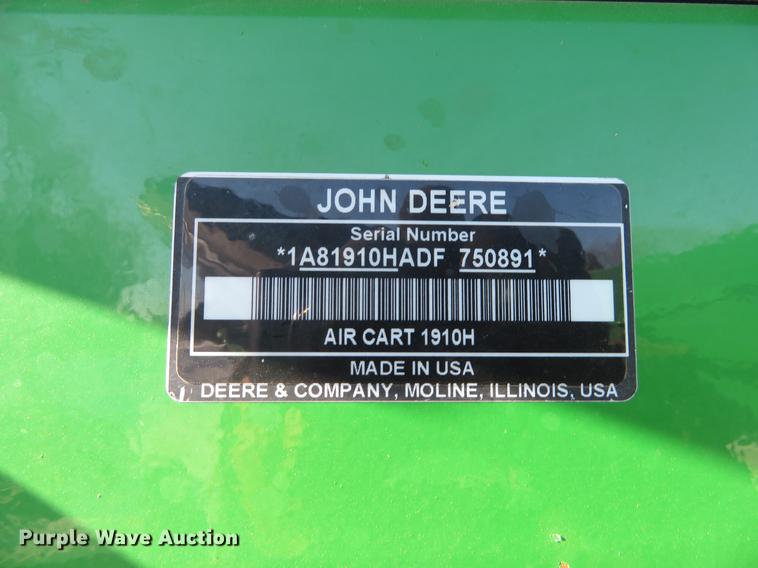 JOHN DEERE
Serial Number
*1A81910HADF 750891*
AIR CART 1910H
MADE IN USA
DEERE & COMPANY, MOLINE, ILLINOIS, USA
Purple Wave Auction